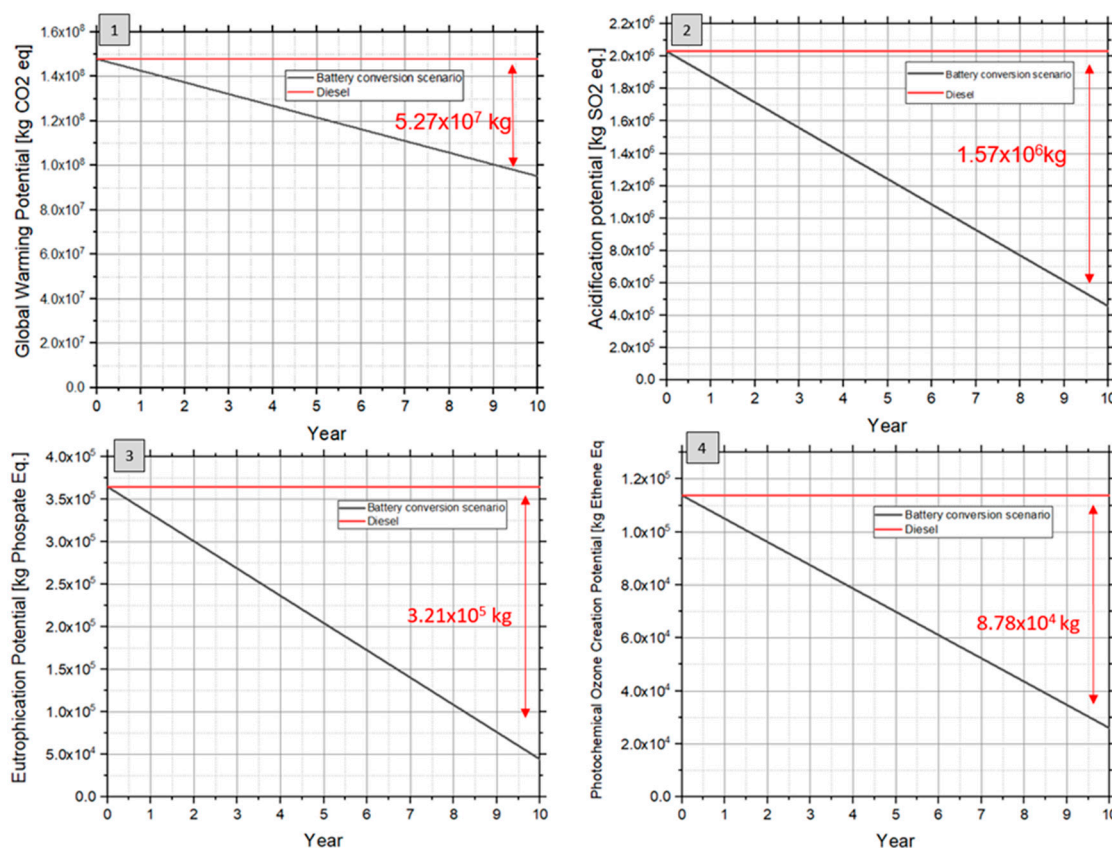 1
Global Warming Potential [kg CO2 eq]
1.6x10⁸
1.4x10⁸
1.2x10⁸
1.0x10⁸
8.0x10⁷
6.0x10⁷
4.0x10⁷
2.0x10⁷
0.0
Battery conversion scenario
Diesel
5.27x10⁷ kg
0 1 2 3 4 5 6 7 8 9 10
Year
2
Acidification potential [kg SO2 eq.]
2.2x10⁶
2.0x10⁶
1.8x10⁶
1.6x10⁶
1.4x10⁶
1.2x10⁶
1.0x10⁶
8.0x10⁵
6.0x10⁵
4.0x10⁵
2.0x10⁵
0.0
Battery conversion scenario
Diesel
1.57x10⁶kg
0 1 2 3 4 5 6 7 8 9 10
Year
3
Eutrophication Potential [kg Phospate Eq.]
4.0x10⁵
3.5x10⁵
3.0x10⁵
2.5x10⁵
2.0x10⁵
1.5x10⁵
1.0x10⁵
5.0x10⁴
0.0
Battery conversion scenario
Diesel
3.21x10⁵ kg
0 1 2 3 4 5 6 7 8 9 10
Year
4
Photochemical Ozone Creation Potential [kg Ethene Eq
1.2x10⁵
1.0x10⁵
8.0x10⁴
6.0x10⁴
4.0x10⁴
2.0x10⁴
0.0
Battery conversion scenario
Diesel
8.78x10⁴ kg
0 1 2 3 4 5 6 7 8 9 10
Year